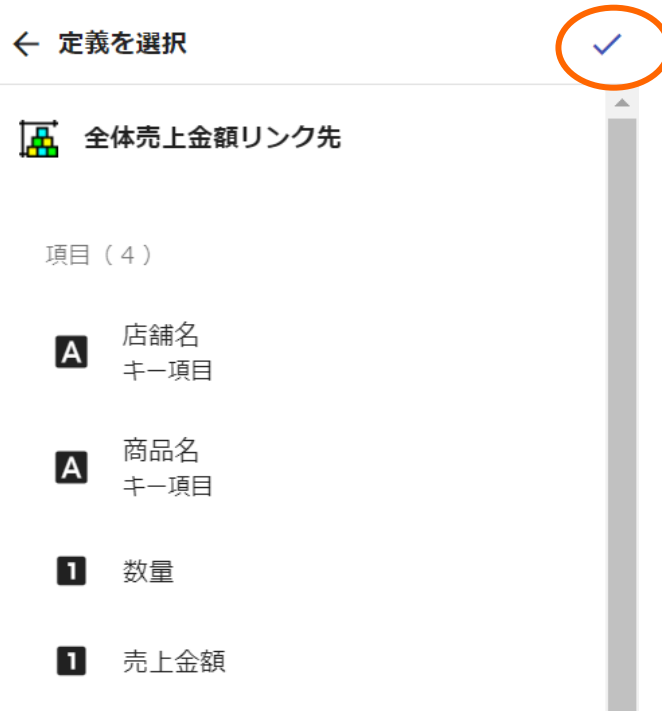 定義を選択
全体売上金額リンク先
項目（４）
A 店舗名
キー項目
A 商品名
キー項目
1 数量
1 売上金額